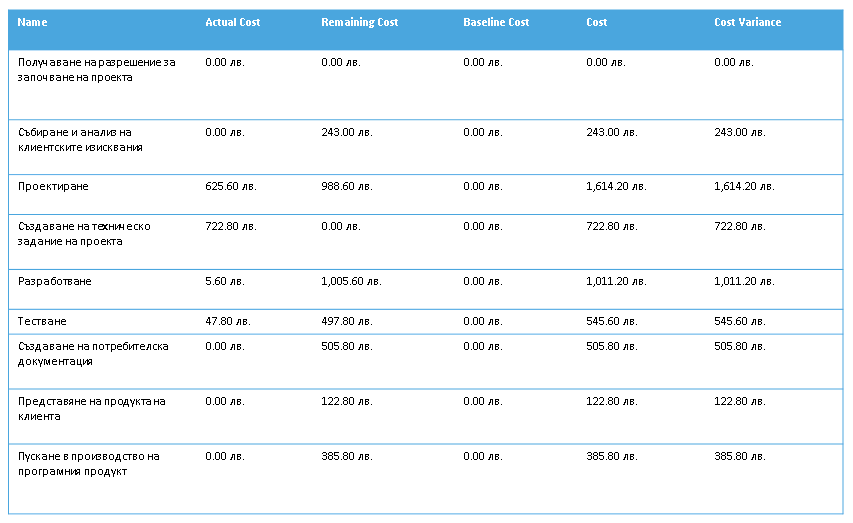 Name Actual Cost Remaining Cost Baseline Cost Cost Cost Variance
Получаване на разрешение за 0.00 лв. 0.00 лв. 0.00 лв. 0.00 лв. 0.00 лв.
започване на проекта
Събиране и анализ на 0.00 лв. 243.00 лв. 0.00 лв. 243.00 лв. 243.00 лв.
клиентските изисквания
Проектиране 625.60 лв. 988.60 лв. 0.00 лв. 1,614.20 лв. 1,614.20 лв.
Създаване на техническо 722.80 лв. 0.00 лв. 0.00 лв. 722.80 лв. 722.80 лв.
задание на проекта
Разработване 5.60 лв. 1,005.60 лв. 0.00 лв. 1,011.20 лв. 1,011.20 лв.
Тестване 47.80 лв. 497.80 лв. 0.00 лв. 545.60 лв. 545.60 лв.
Създаване на потребителска 0.00 лв. 505.80 лв. 0.00 лв. 505.80 лв. 505.80 лв.
документация
Представяне на продукта на 0.00 лв. 122.80 лв. 0.00 лв. 122.80 лв. 122.80 лв.
клиента
Пускане в производство на 0.00 лв. 385.80 лв. 0.00 лв. 385.80 лв. 385.80 лв.
програмния продукт